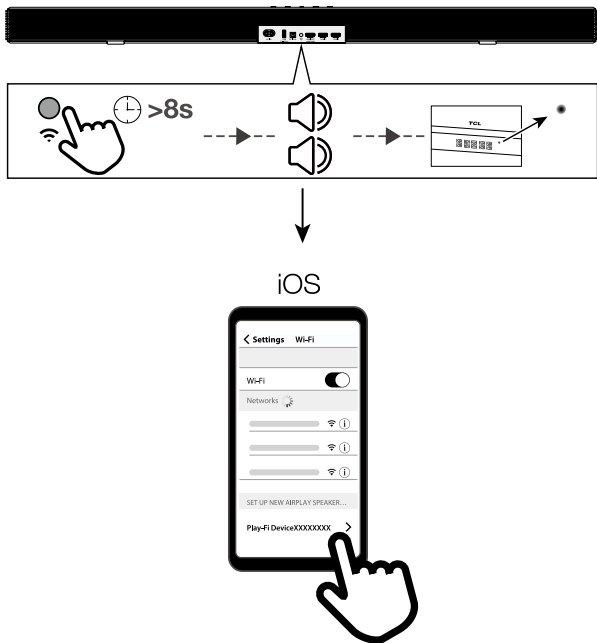 >8s
TCL
iOS
Settings Wi-Fi
Wi-Fi
Networks
SET UP NEW AIRPLAY SPEAKER...
Play-Fi DeviceXXXXXXXX